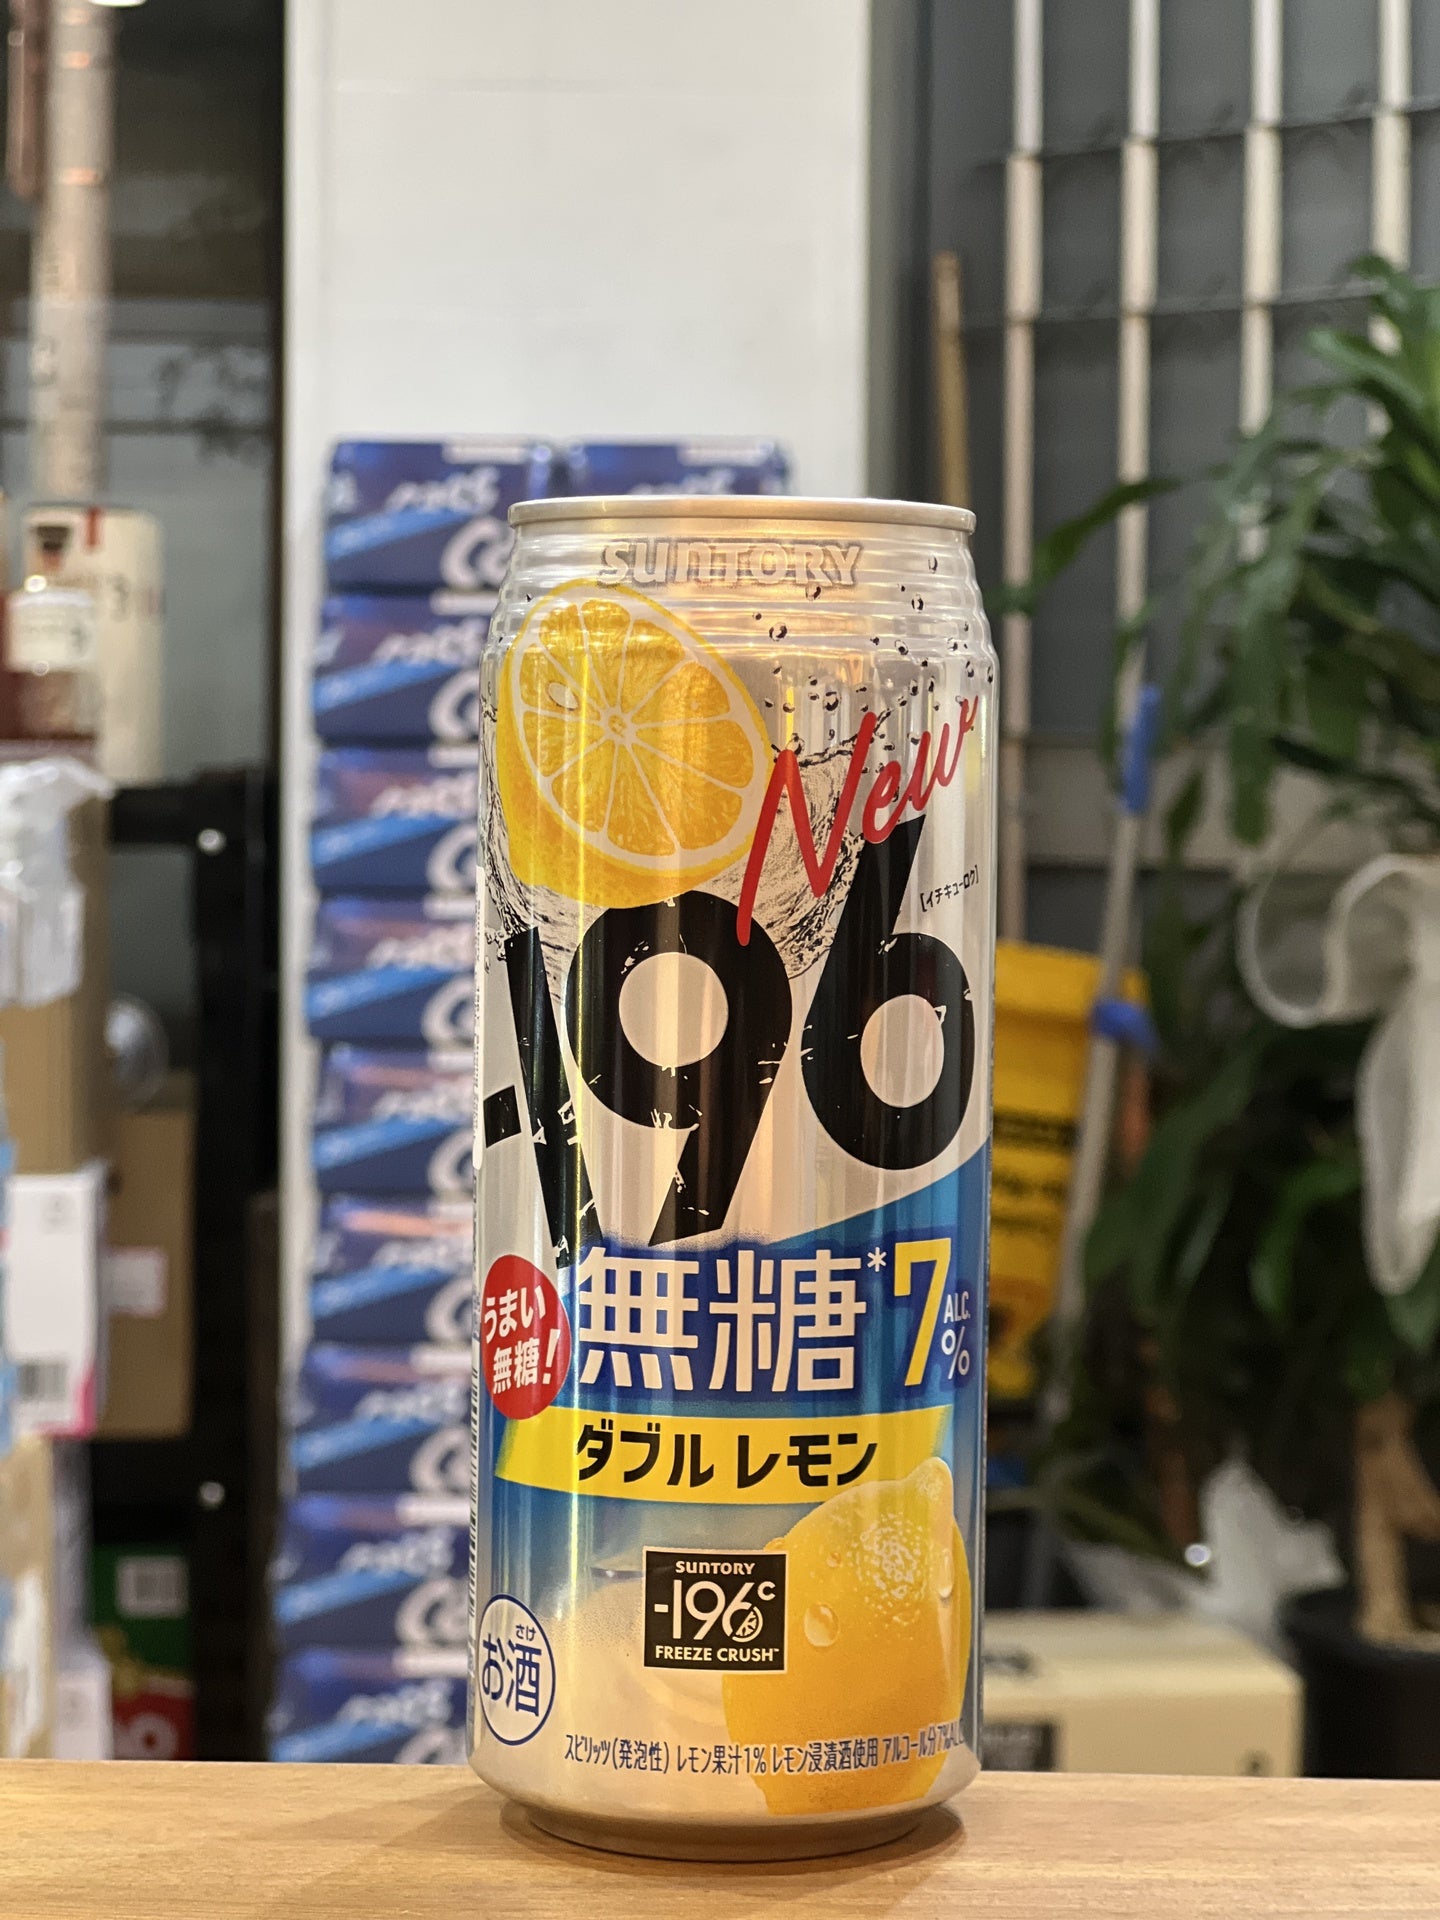 SUNTORY
New
[イチキューロク]
-196
うまい
無糖!
無糖*7
ALC.
%
ダブルレモン
SUNTORY
-196℃
FREEZE CRUSH™
さけ
お酒
スピリッツ(発泡性) レモン果汁1% レモン浸漬酒使用 アルコール分7%